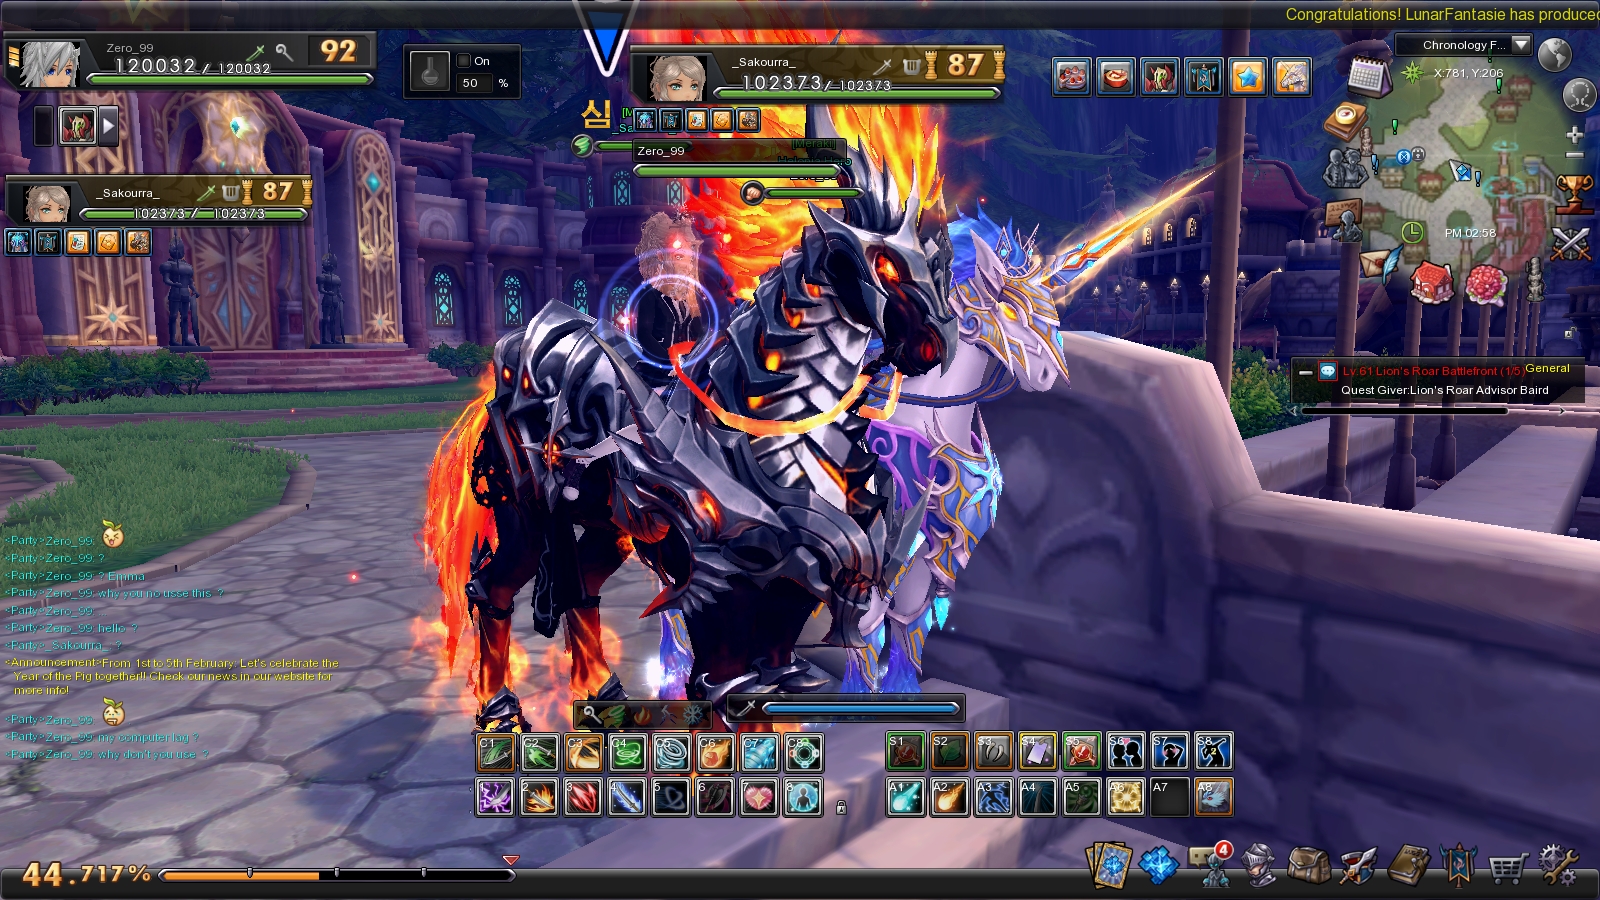 Congratulations! LunarFantasie has produce
Zero_99
120032 / 120032
92
On
50 %
_Sakourra_
102373 / 102373
87
Chronology F...
X:781, Y:206
PM 02:58
심
Zero_99
_Sakourra_
102373 / 102373
87
Lv.61 Lion's Roar Battlefront (1/5)
General
Quest Giver:Lion's Roar Advisor Baird
<Party>Zero_99:
<Party>Zero_99: ?
<Party>Zero_99: ? Emma
<Party>Zero_99: why you no usse this ?
<Party>Zero_99: ...
<Party>Zero_99: hello ?
<Party>_Sakourra_: ?
<Announcement>From 1st to 5th February, Let's celebrate the
Year of the Pig together!! Check our news in our website for
more info!
<Party>Zero_99:
<Party>Zero_99: my computer lag ?
<Party>Zero_99: why don't you use ?
C1 C2 C3 C4 C5 C6 C7 C8
S1 S2 S3 S4 S5 S6 S7 S8
1 2 3 4 5 6 7 8
A1 A2 A3 A4 A5 A6 A7 A8
4
44.717%